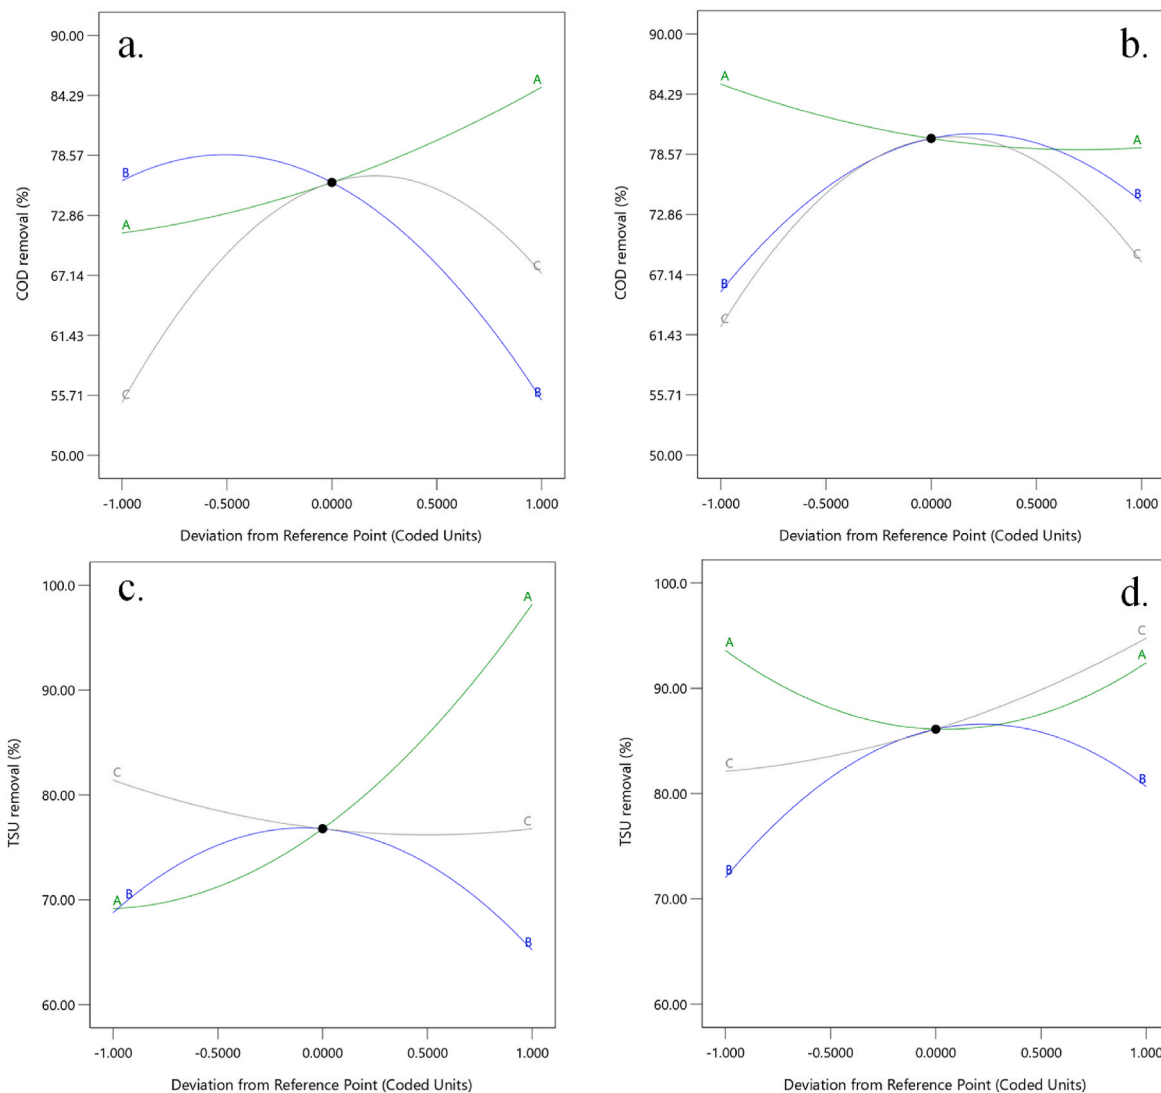 a.
90.00
84.29
78.57
72.86
67.14
61.43
55.71
50.00
COD removal (%)
A
A
B
B
C
C
-1.000
-0.5000
0.0000
0.5000
1.000
Deviation from Reference Point (Coded Units)
b.
90.00
84.29
78.57
72.86
67.14
61.43
55.71
50.00
COD removal (%)
A
A
B
B
C
C
-1.000
-0.5000
0.0000
0.5000
1.000
Deviation from Reference Point (Coded Units)
c.
100.0
90.00
80.00
70.00
60.00
TSU removal (%)
A
A
B
B
C
C
-1.000
-0.5000
0.0000
0.5000
1.000
Deviation from Reference Point (Coded Units)
d.
100.0
90.00
80.00
70.00
60.00
TSU removal (%)
A
A
B
B
C
C
-1.000
-0.5000
0.0000
0.5000
1.000
Deviation from Reference Point (Coded Units)